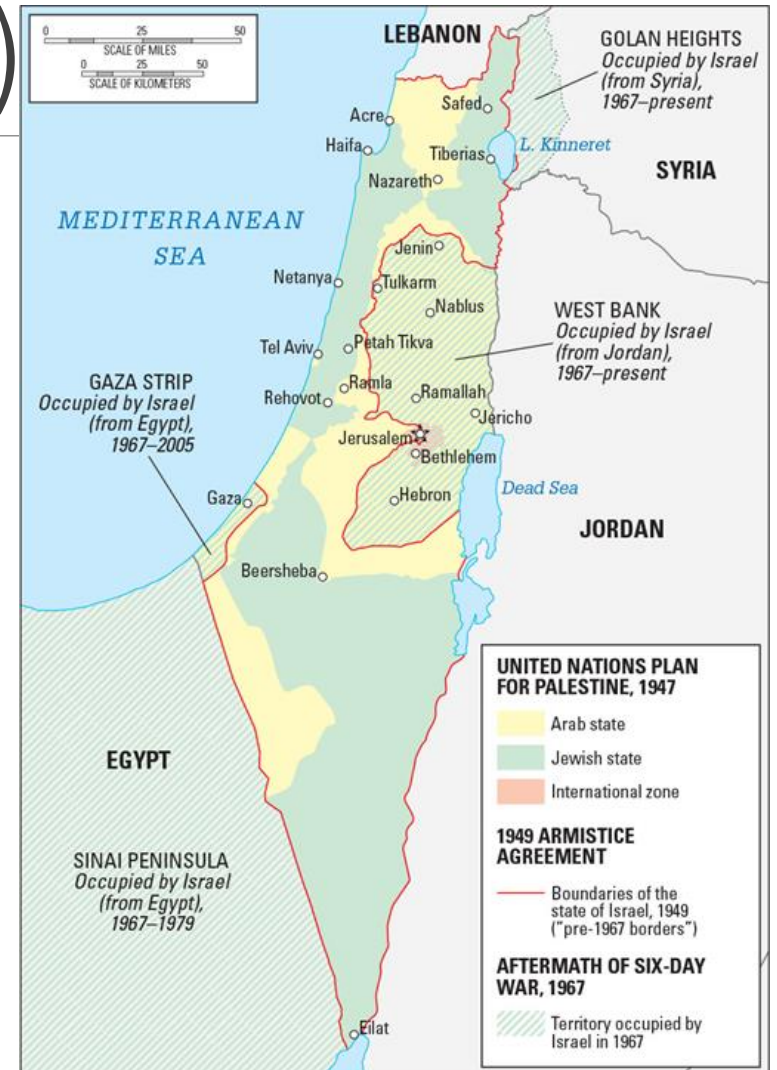 )
0 25 50
SCALE OF MILES
0 25 50
SCALE OF KILOMETERS
LEBANON
GOLAN HEIGHTS
Occupied by Israel
(from Syria),
1967–present
Safed
Acre
Haifa
Tiberias
L. Kinneret
Nazareth
SYRIA
MEDITERRANEAN
SEA
Jenin
Netanya
Tulkarm
Nablus
WEST BANK
Occupied by Israel
(from Jordan),
1967–present
Tel Aviv
Petah Tikva
GAZA STRIP
Occupied by Israel
(from Egypt),
1967–2005
Ramla
Rehovot
Ramallah
Jericho
Jerusalem
Bethlehem
Dead Sea
Gaza
Hebron
JORDAN
Beersheba
EGYPT
SINAI PENINSULA
Occupied by Israel
(from Egypt),
1967–1979
Eilat
UNITED NATIONS PLAN
FOR PALESTINE, 1947
Arab state
Jewish state
International zone
1949 ARMISTICE
AGREEMENT
Boundaries of the
state of Israel, 1949
("pre-1967 borders")
AFTERMATH OF SIX-DAY
WAR, 1967
Territory occupied by
Israel in 1967